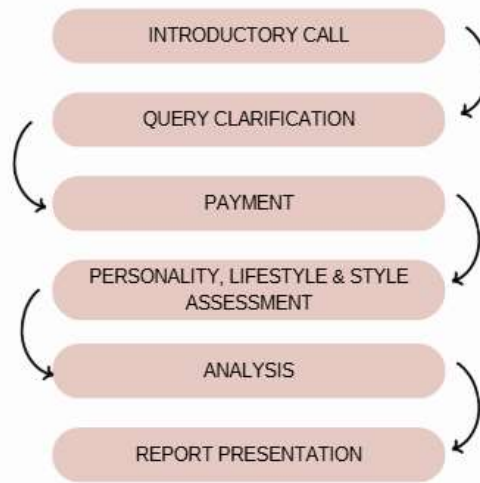 INTRODUCTORY CALL
QUERY CLARIFICATION
PAYMENT
PERSONALITY, LIFESTYLE & STYLE
ASSESSMENT
ANALYSIS
REPORT PRESENTATION